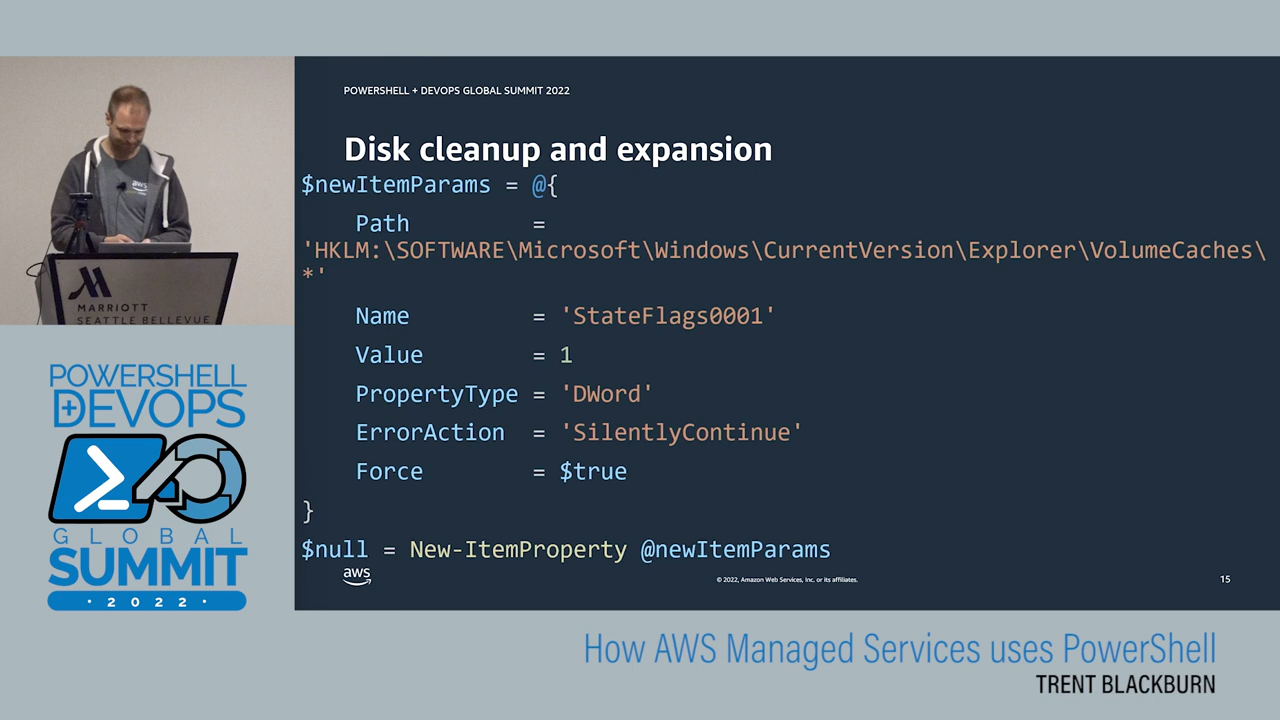 POWERSHELL + DEVOPS GLOBAL SUMMIT 2022
Disk cleanup and expansion
$newItemParams = @{
Path =
'HKLM:\SOFTWARE\Microsoft\Windows\CurrentVersion\Explorer\VolumeCaches\
*'
Name = 'StateFlags0001'
Value = 1
PropertyType = 'DWord'
ErrorAction = 'SilentlyContinue'
Force = $true
}
$null = New-ItemProperty @newItemParams
aws
© 2022, Amazon Web Services, Inc. or its affiliates.
15
aws
MARRIOTT
SEATTLE BELLEVUE
POWERSHELL
+DEVOPS
GLOBAL
SUMMIT
· 2022 ·
How AWS Managed Services uses PowerShell
TRENT BLACKBURN